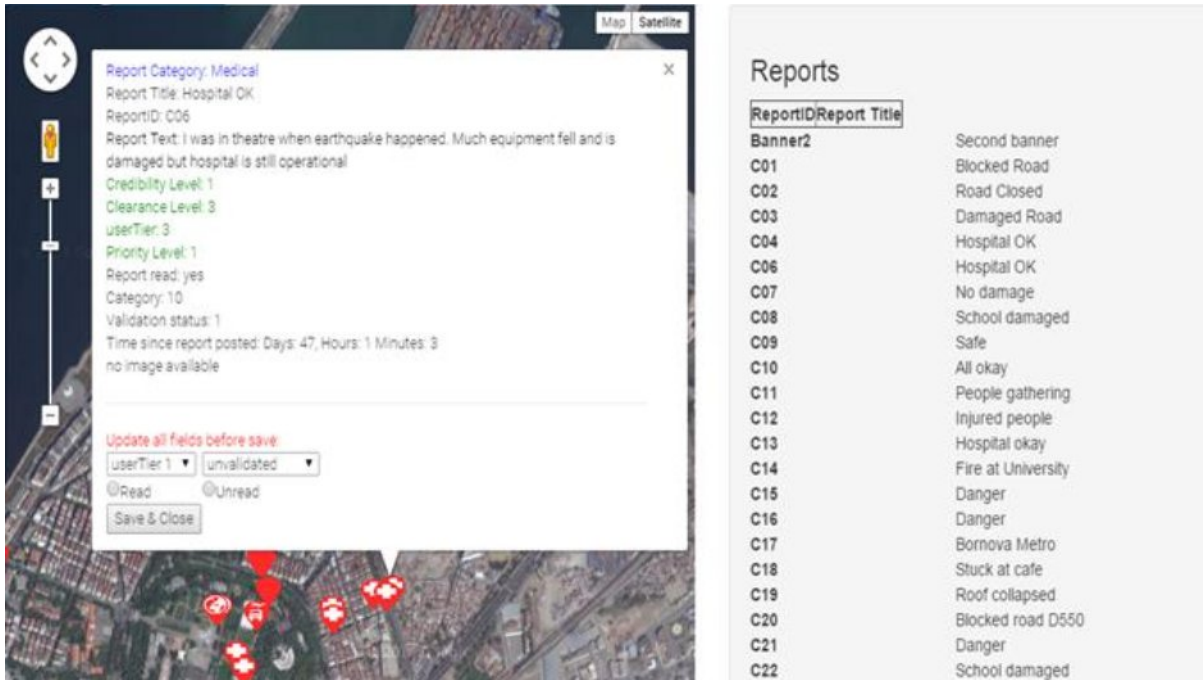 Map Satellite
Report Category: Medical
Report Title: Hospital OK
ReportID: C06
Report Text: I was in theatre when earthquake happened. Much equipment fell and is
damaged but hospital is still operational
Credibility Level: 1
Clearance Level: 3
userTier: 3
Priority Level: 1
Report read: yes
Category: 10
Validation status: 1
Time since report posted: Days: 47, Hours: 1 Minutes: 3
no image available
Update all fields before save:
userTier 1 unvalidated
Read Unread
Save & Close
Reports
ReportID Report Title
Banner2 Second banner
C01 Blocked Road
C02 Road Closed
C03 Damaged Road
C04 Hospital OK
C06 Hospital OK
C07 No damage
C08 School damaged
C09 Safe
C10 All okay
C11 People gathering
C12 Injured people
C13 Hospital okay
C14 Fire at University
C15 Danger
C16 Danger
C17 Bornova Metro
C18 Stuck at cafe
C19 Roof collapsed
C20 Blocked road D550
C21 Danger
C22 School damaged